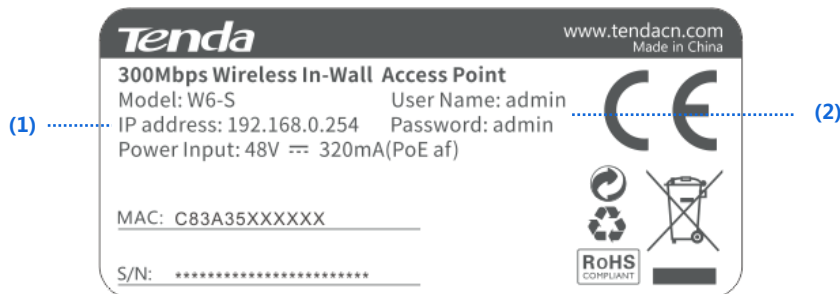 Tenda
www.tendacn.com
Made in China
300Mbps Wireless In-Wall Access Point
Model: W6-S
User Name: admin
(1)
IP address: 192.168.0.254
Password: admin
(2)
Power Input: 48V ⎓ 320mA(PoE af)
CE
MAC: C83A35XXXXXX
S/N: ************************
RoHS
COMPLIANT